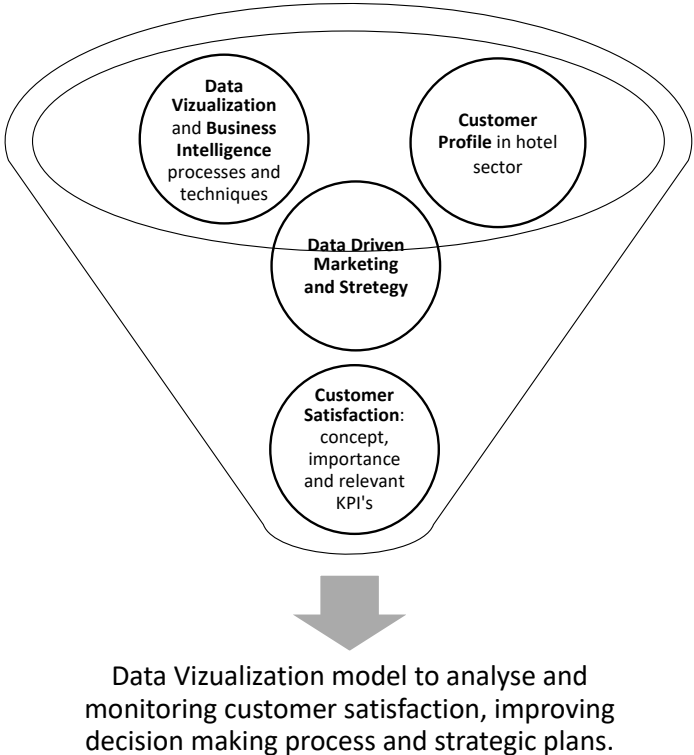 Data
Vizualization
and Business
Intelligence
processes and
techniques
Customer
Profile in hotel
sector
Data Driven
Marketing
and Stretegy
Customer
Satisfaction:
concept,
importance
and relevant
KPI's
Data Vizualization model to analyse and
monitoring customer satisfaction, improving
decision making process and strategic plans.